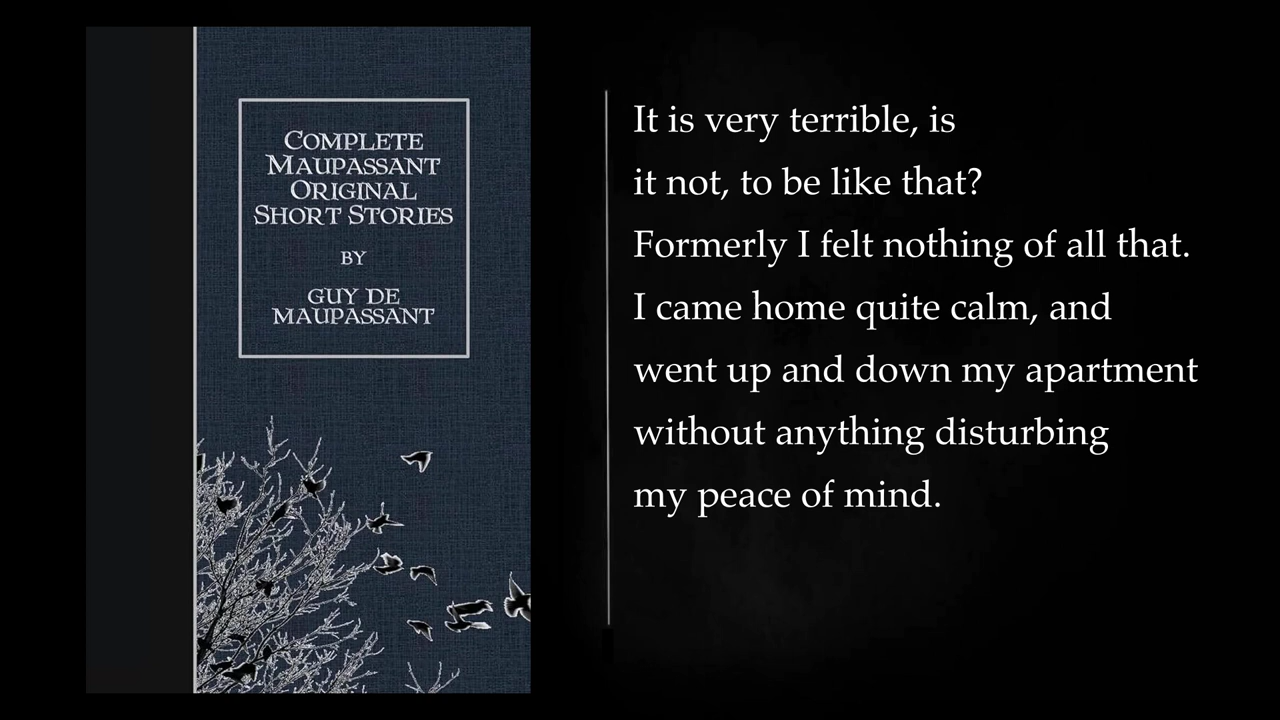 COMPLETE
MAUPASSANT
ORIGINAL
SHORT STORIES
BY
GUY DE
MAUPASSANT
It is very terrible, is
it not, to be like that?
Formerly I felt nothing of all that.
I came home quite calm, and
went up and down my apartment
without anything disturbing
my peace of mind.